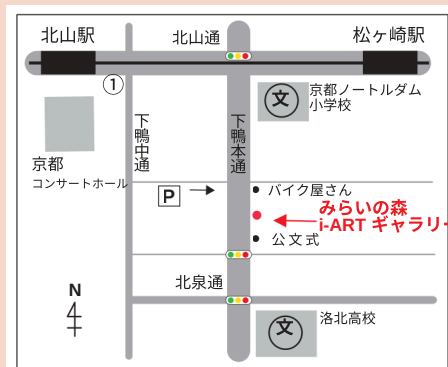 北山駅
北山通
松ヶ崎駅
①
文
京都ノートルダム
小学校
下鴨中通
下鴨本通
京都
コンサートホール
P
バイク屋さん
みらいの森
i-ART ギャラリー
公文式
北泉通
N
文
洛北高校